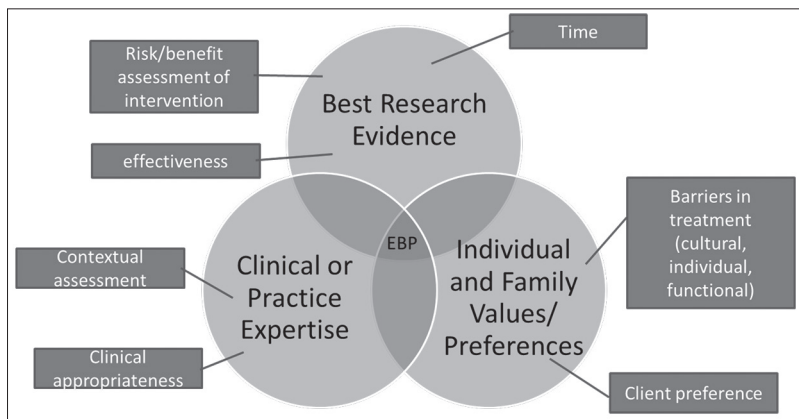 Time
Risk/benefit
assessment of
intervention
Best Research
Evidence
effectiveness
Barriers in
treatment
(cultural,
individual,
functional)
EBP
Contextual
assessment
Clinical or
Practice
Expertise
Individual
and Family
Values/
Preferences
Clinical
appropriateness
Client preference